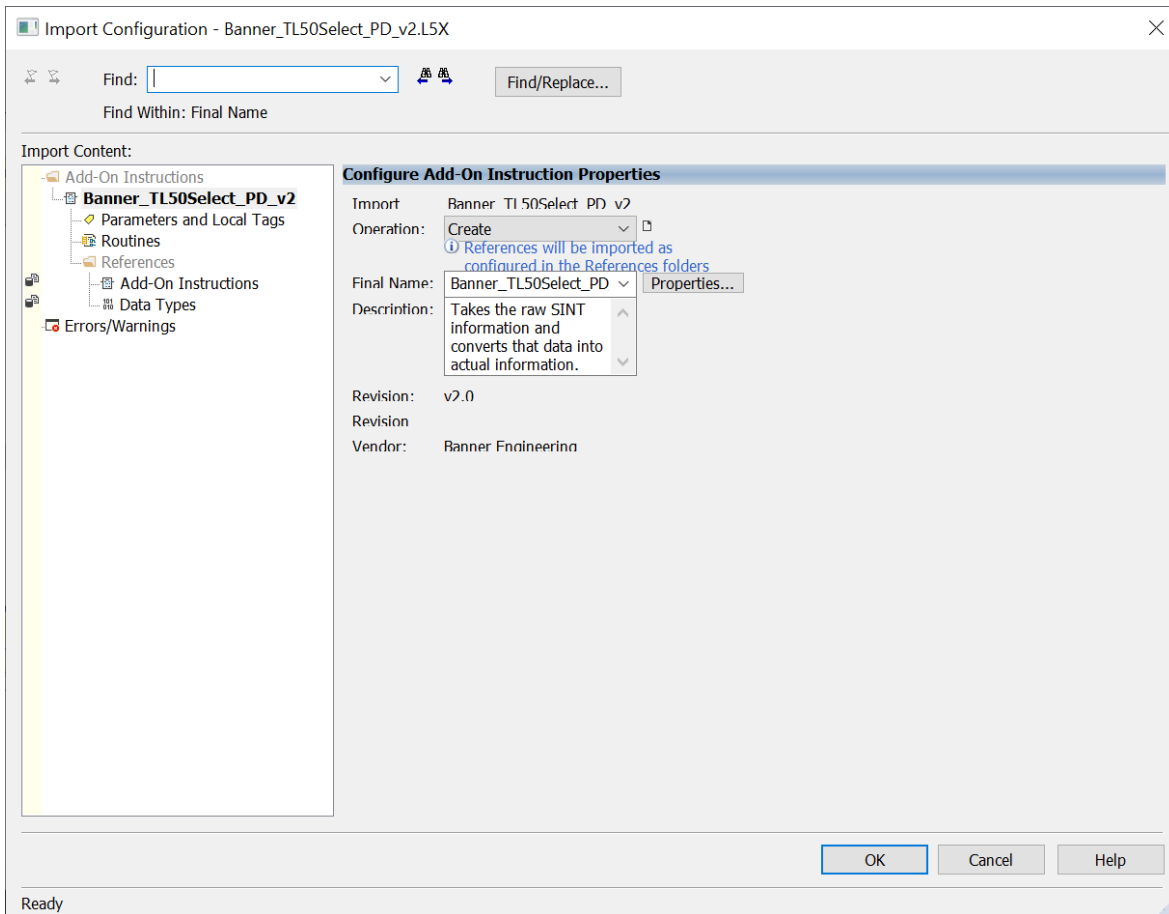 Import Configuration - Banner_TL50Select_PD_v2.L5X
Find:
Find/Replace...
Find Within: Final Name
Import Content:
Add-On Instructions
Banner_TL50Select_PD_v2
Parameters and Local Tags
Routines
References
Add-On Instructions
Data Types
Errors/Warnings
Configure Add-On Instruction Properties
Import Banner_TL50Select_PD_v2
Operation: Create
References will be imported as
configured in the References folders
Final Name: Banner_TL50Select_PD Properties...
Description: Takes the raw SINT
information and
converts that data into
actual information.
Revision: v2.0
Revision
Vendor: Banner Engineering
OK Cancel Help
Ready